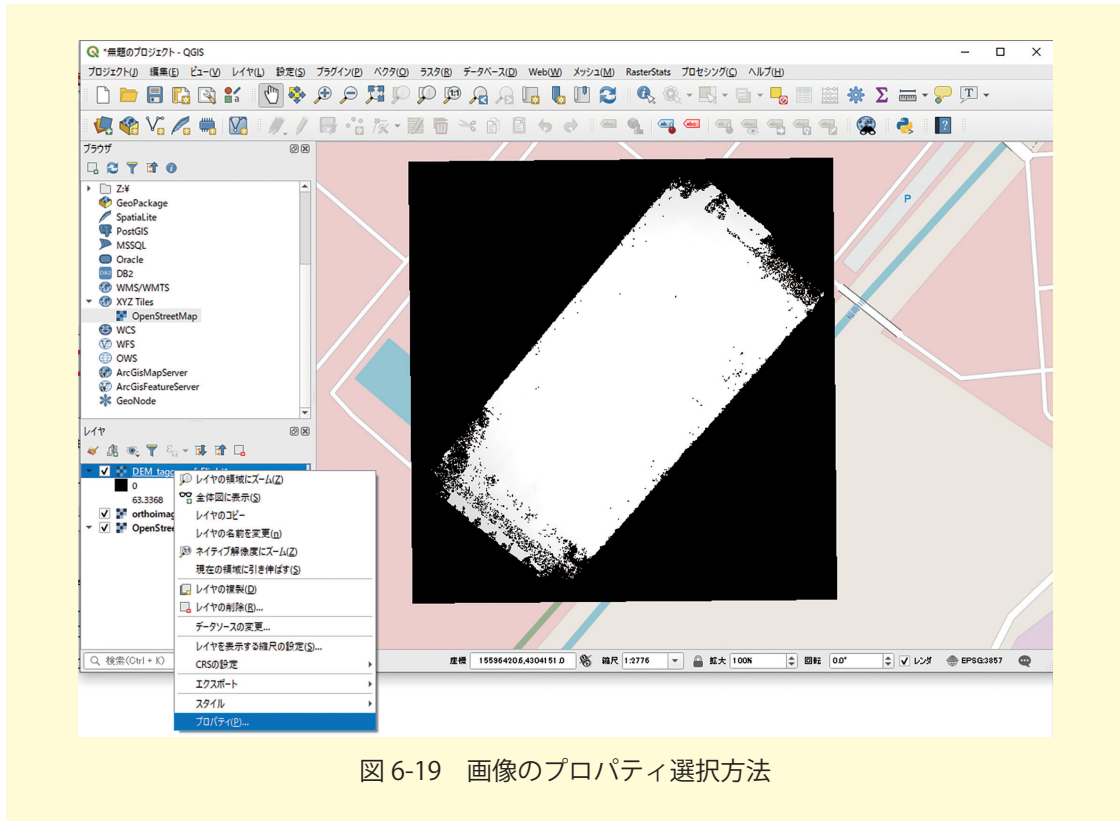 *無題のプロジェクト - QGIS
プロジェクト(J) 編集(E) ビュー(V) レイヤ(L) 設定(S) プラグイン(P) ベクタ(O) ラスタ(R) データベース(D) Web(W) メッシュ(M) RasterStats プロセシング(C) ヘルプ(H)
ブラウザ
Z:¥
GeoPackage
SpatiaLite
PostGIS
MSSQL
Oracle
DB2
WMS/WMTS
XYZ Tiles
OpenStreetMap
WCS
WFS
OWS
ArcGisMapServer
ArcGisFeatureServer
GeoNode
P
レイヤ
0
63.3368
orthoimag
OpenStree
レイヤの領域にズーム(Z)
全体図に表示(S)
レイヤのコピー
レイヤの名前を変更(n)
ネイティブ解像度にズーム(Z)
現在の領域に引き伸ばす(S)
レイヤの複製(D)
レイヤの削除(R)...
データソースの変更...
レイヤを表示する縮尺の設定(S)...
CRSの設定
エクスポート
スタイル
プロパティ(P)...
検索(Ctrl + K)
座標 15596420.6,4304151.0 縮尺 1:2776 拡大 100% 回転 0.0° レンダ EPSG:3857
図 6-19 画像のプロパティ選択方法